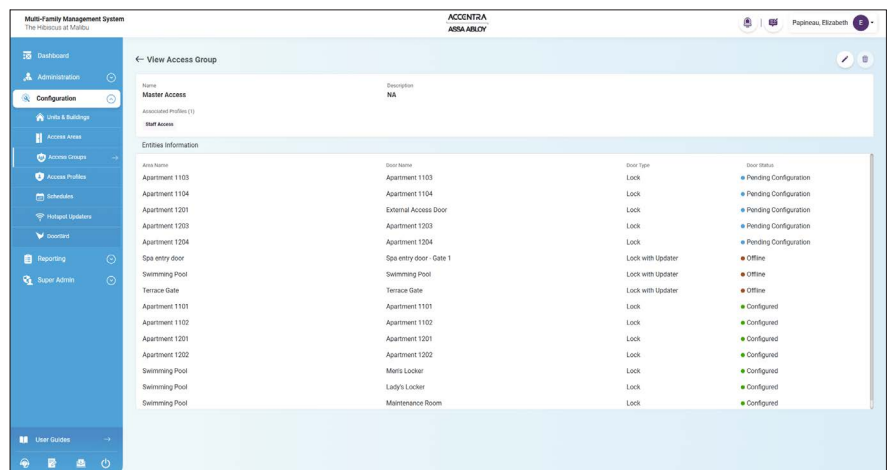 Multi-Family Management System
The Hibiscus at Malibu
ACCENTRA
ASSA ABLOY
Papineau, Elizabeth E
Dashboard
Administration
Configuration
Units & Buildings
Access Areas
Access Groups
Access Profiles
Schedules
Hotspot Updaters
DoorBird
Reporting
Super Admin
User Guides
← View Access Group
Name Description
Master Access NA
Associated Profiles (1)
Staff Access
Entities Information
Area Name Door Name Door Type Door Status
Apartment 1103 Apartment 1103 Lock Pending Configuration
Apartment 1104 Apartment 1104 Lock Pending Configuration
Apartment 1201 External Access Door Lock Pending Configuration
Apartment 1203 Apartment 1203 Lock Pending Configuration
Apartment 1204 Apartment 1204 Lock Pending Configuration
Spa entry door Spa entry door - Gate 1 Lock with Updater Offline
Swimming Pool Swimming Pool Lock with Updater Offline
Terrace Gate Terrace Gate Lock with Updater Offline
Apartment 1101 Apartment 1101 Lock Configured
Apartment 1102 Apartment 1102 Lock Configured
Apartment 1201 Apartment 1201 Lock Configured
Apartment 1202 Apartment 1202 Lock Configured
Swimming Pool Men's Locker Lock Configured
Swimming Pool Lady's Locker Lock Configured
Swimming Pool Maintenance Room Lock Configured